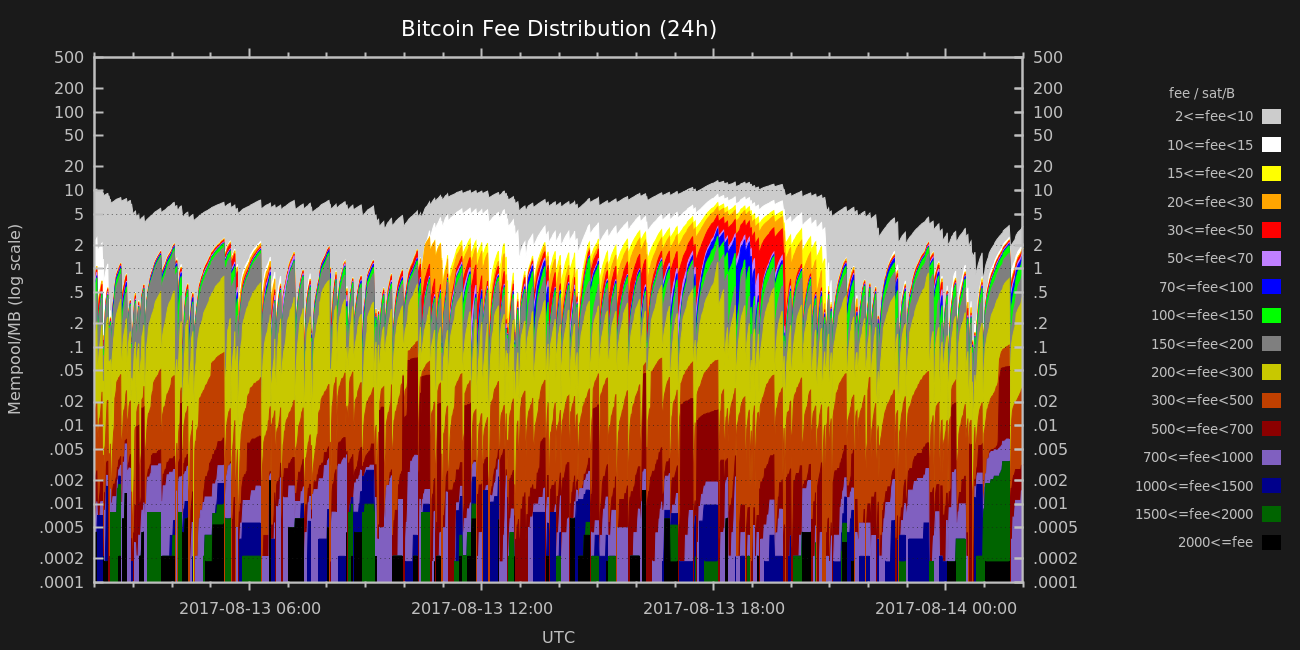 Bitcoin Fee Distribution (24h)
500
200
100
50
20
10
5
2
1
.5
.2
.1
.05
.02
.01
.005
.002
.001
.0005
.0002
.0001
Mempool/MB (log scale)
500
200
100
50
20
10
5
2
1
.5
.2
.1
.05
.02
.01
.005
.002
.001
.0005
.0002
.0001
2017-08-13 06:00
2017-08-13 12:00
2017-08-13 18:00
2017-08-14 00:00
UTC
fee / sat/B
2<=fee<10
10<=fee<15
15<=fee<20
20<=fee<30
30<=fee<50
50<=fee<70
70<=fee<100
100<=fee<150
150<=fee<200
200<=fee<300
300<=fee<500
500<=fee<700
700<=fee<1000
1000<=fee<1500
1500<=fee<2000
2000<=fee